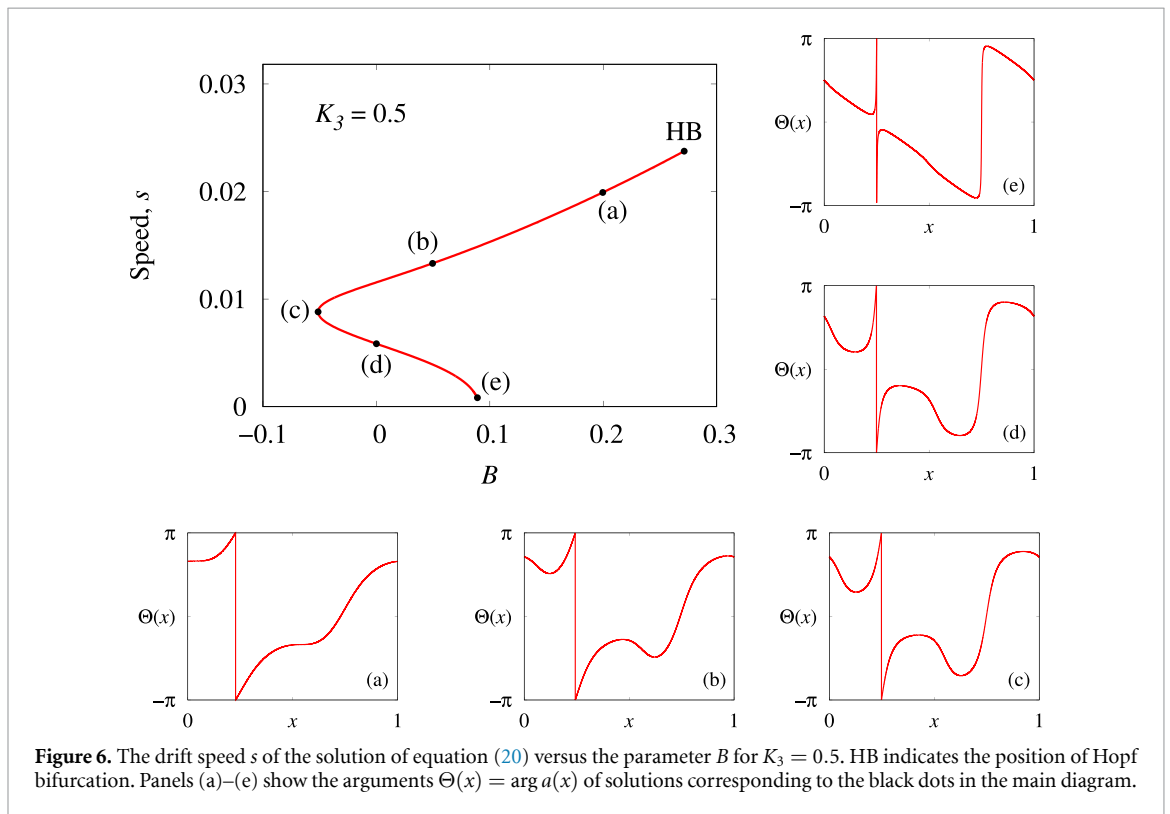 K₃ = 0.5
Speed, s
0.03
0.02
0.01
0
−0.1
0
0.1
0.2
0.3
B
HB
(a)
(b)
(c)
(d)
(e)
π
Θ(x)
−π
0
x
1
(e)
π
Θ(x)
−π
0
x
1
(d)
π
Θ(x)
−π
0
x
1
(a)
π
Θ(x)
−π
0
x
1
(b)
π
Θ(x)
−π
0
x
1
(c)
Figure 6. The drift speed s of the solution of equation (20) versus the parameter B for K₃ = 0.5. HB indicates the position of Hopf
bifurcation. Panels (a)–(e) show the arguments Θ(x) = arg a(x) of solutions corresponding to the black dots in the main diagram.